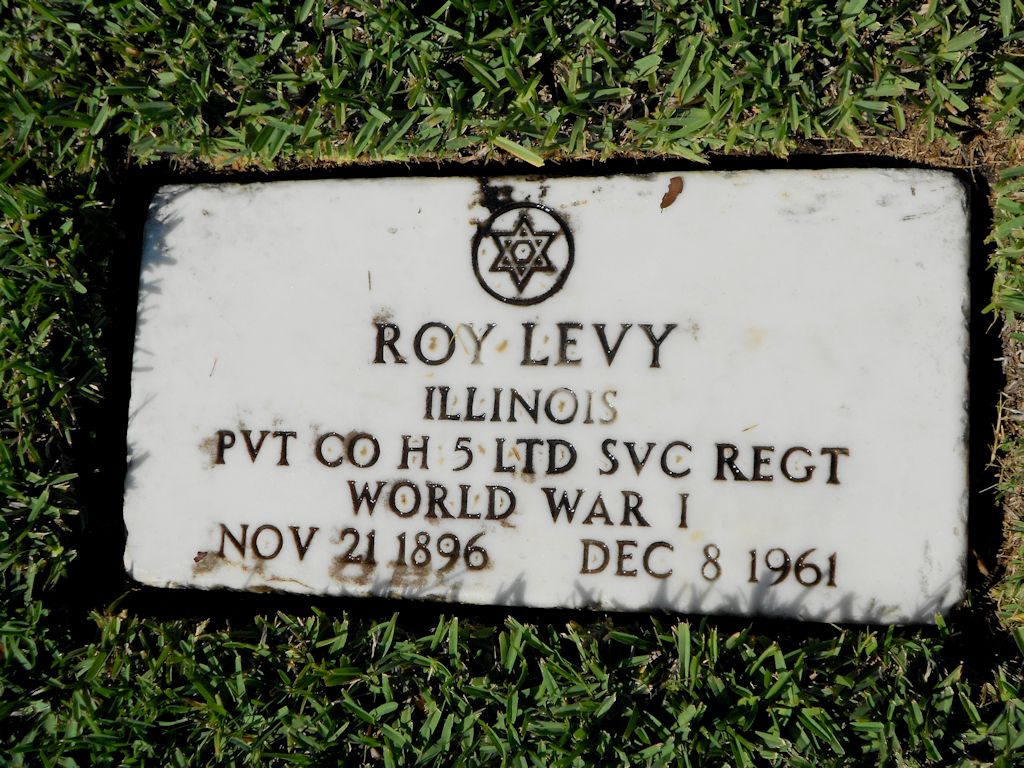 ROY LEVY
ILLINOIS
PVT CO H 5 LTD SVC REGT
WORLD WAR I
NOV 21 1896 DEC 8 1961